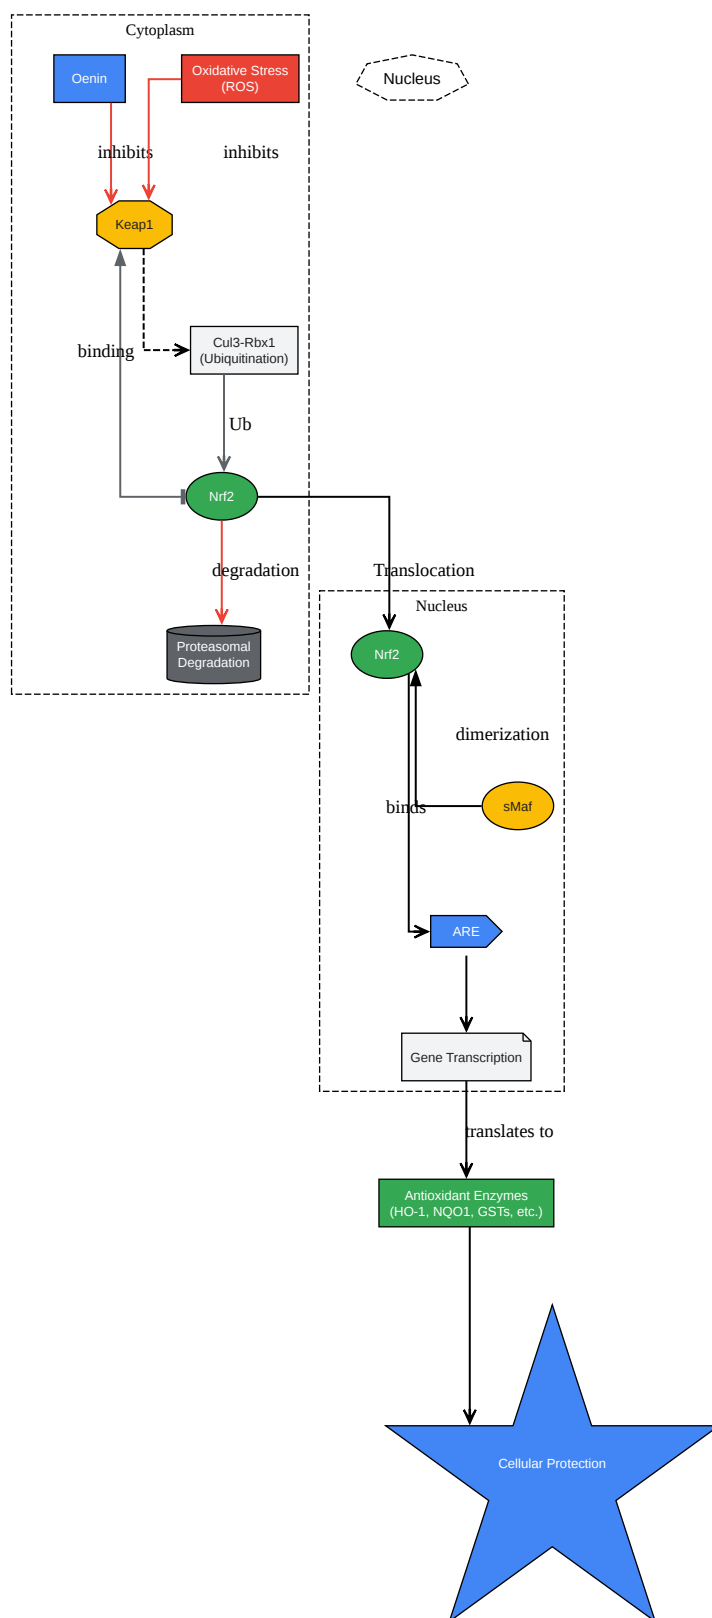 Cytoplasm
Oenin
Oxidative Stress
(ROS)
Nucleus
inhibits
inhibits
Keap1
Cul3-Rbx1
(Ubiquitination)
binding
Ub
Nrf2
degradation
Translocation
Nucleus
Proteasomal
Degradation
Nrf2
dimerization
binds
sMaf
ARE
Gene Transcription
translates to
Antioxidant Enzymes
(HO-1, NQO1, GSTs, etc.)
Cellular Protection